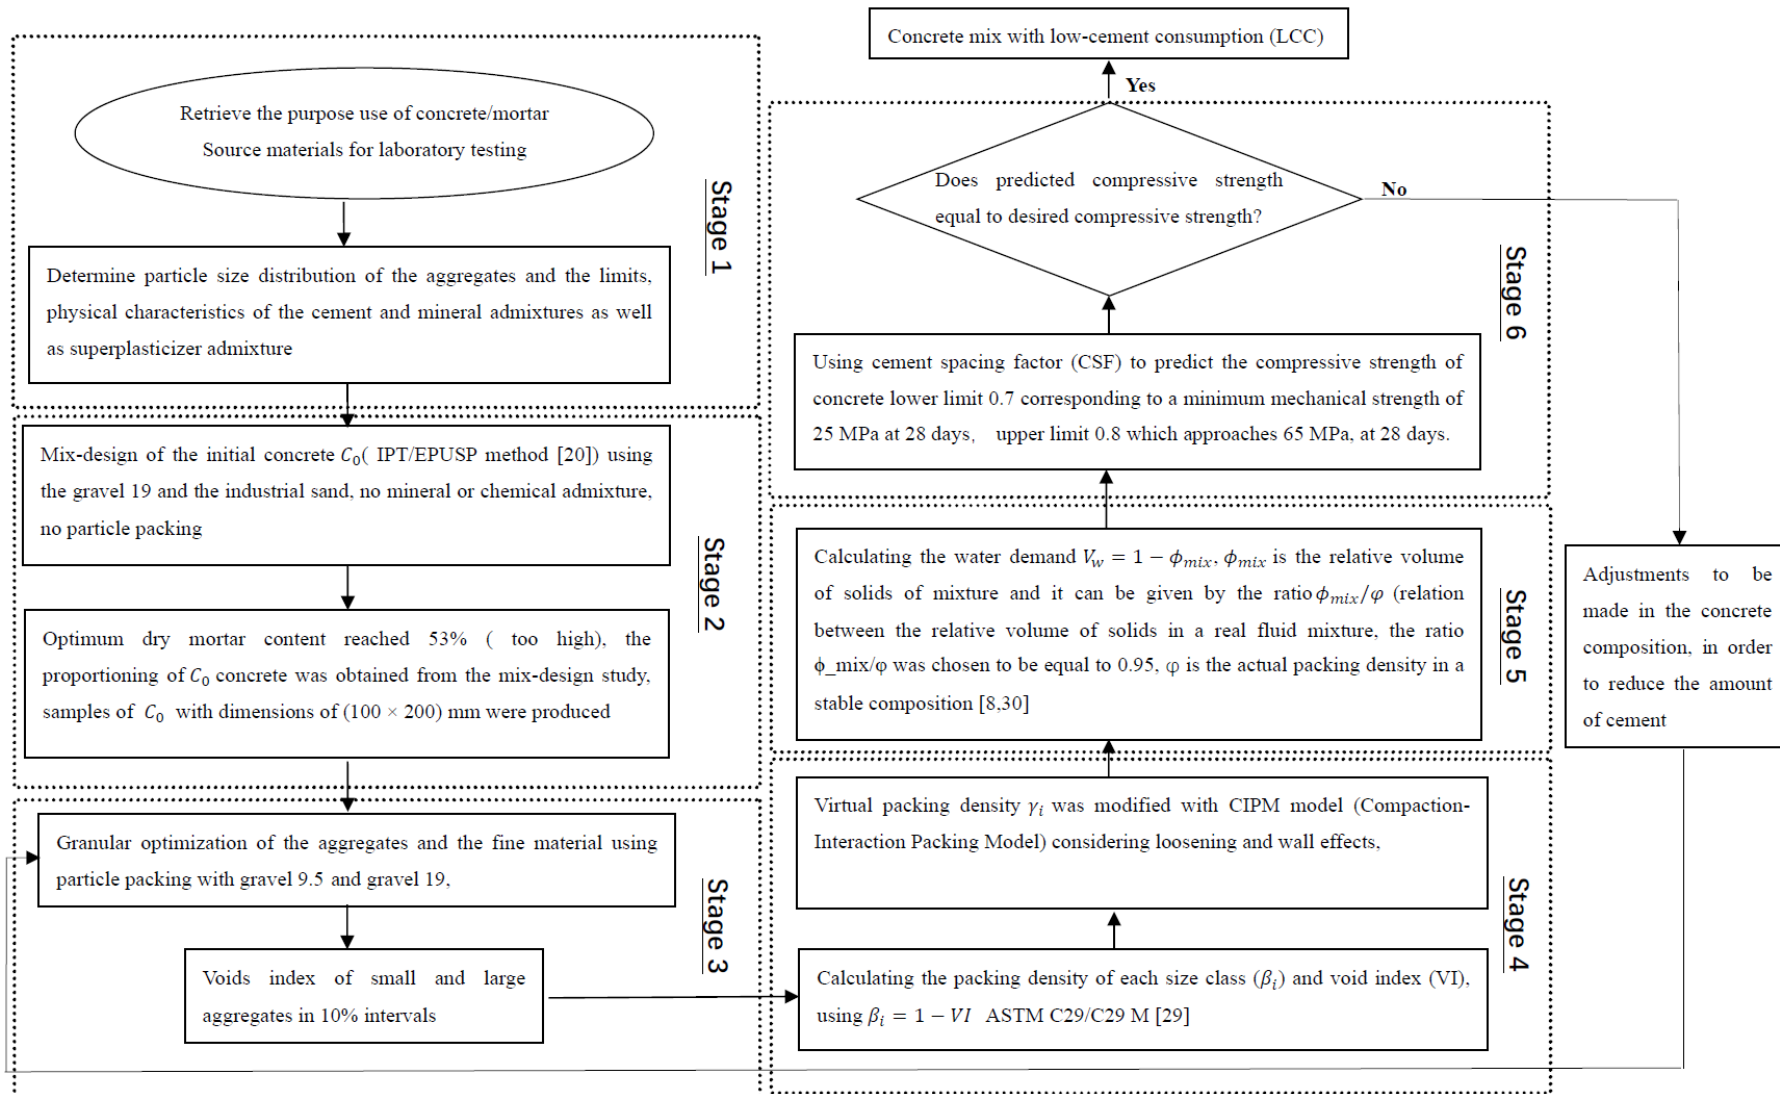 Retrieve the purpose use of concrete/mortar
Source materials for laboratory testing
Determine particle size distribution of the aggregates and the limits,
physical characteristics of the cement and mineral admixtures as well
as superplasticizer admixture
Stage 1
Mix-design of the initial concrete C₀( IPT/EPUSP method [20]) using
the gravel 19 and the industrial sand, no mineral or chemical admixture,
no particle packing
Optimum dry mortar content reached 53% ( too high), the
proportioning of C₀ concrete was obtained from the mix-design study,
samples of C₀ with dimensions of (100 × 200) mm were produced
Stage 2
Granular optimization of the aggregates and the fine material using
particle packing with gravel 9.5 and gravel 19,
Voids index of small and large
aggregates in 10% intervals
Stage 3
Calculating the packing density of each size class (βᵢ) and void index (VI),
using βᵢ = 1 − VI ASTM C29/C29 M [29]
Virtual packing density γᵢ was modified with CIPM model (Compaction-
Interaction Packing Model) considering loosening and wall effects,
Stage 4
Calculating the water demand V_w = 1 − ϕ_mix, ϕ_mix is the relative volume
of solids of mixture and it can be given by the ratio ϕ_mix/φ (relation
between the relative volume of solids in a real fluid mixture, the ratio
ϕ_mix/φ was chosen to be equal to 0.95, φ is the actual packing density in a
stable composition [8,30]
Stage 5
Using cement spacing factor (CSF) to predict the compressive strength of
concrete lower limit 0.7 corresponding to a minimum mechanical strength of
25 MPa at 28 days, upper limit 0.8 which approaches 65 MPa, at 28 days.
Does predicted compressive strength
equal to desired compressive strength?
Stage 6
Yes
Concrete mix with low-cement consumption (LCC)
No
Adjustments to be
made in the concrete
composition, in order
to reduce the amount
of cement